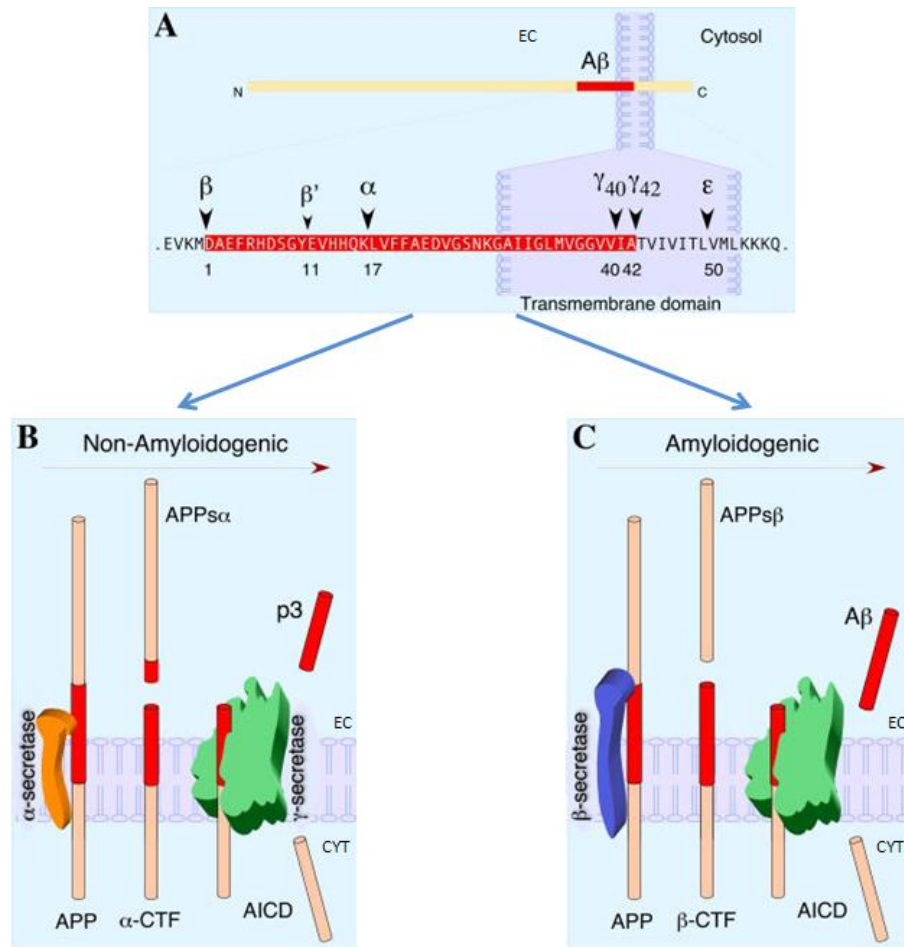 A
EC
Cytosol
Aβ
N
C
β
β'
α
γ40
γ42
ε
.EVKMDAEFRHDSGYEVHHQKLVFFAEDVGSNKGAIIGLMVGGVVIATVIVITLVMLKKKQ.
1
11
17
40
42
50
Transmembrane domain
B
Non-Amyloidogenic
APPsα
p3
α-secretase
γ-secretase
EC
CYT
APP
α-CTF
AICD
C
Amyloidogenic
APPsβ
Aβ
β-secretase
EC
CYT
APP
β-CTF
AICD